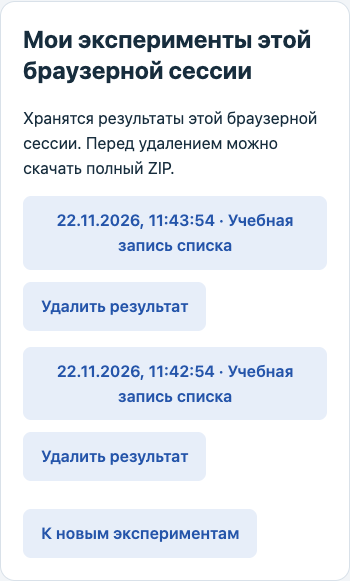 Мои эксперименты этой
браузерной сессии
Хранятся результаты этой браузерной
сессии. Перед удалением можно
скачать полный ZIP.
22.11.2026, 11:43:54 · Учебная
запись списка
Удалить результат
22.11.2026, 11:42:54 · Учебная
запись списка
Удалить результат
К новым экспериментам